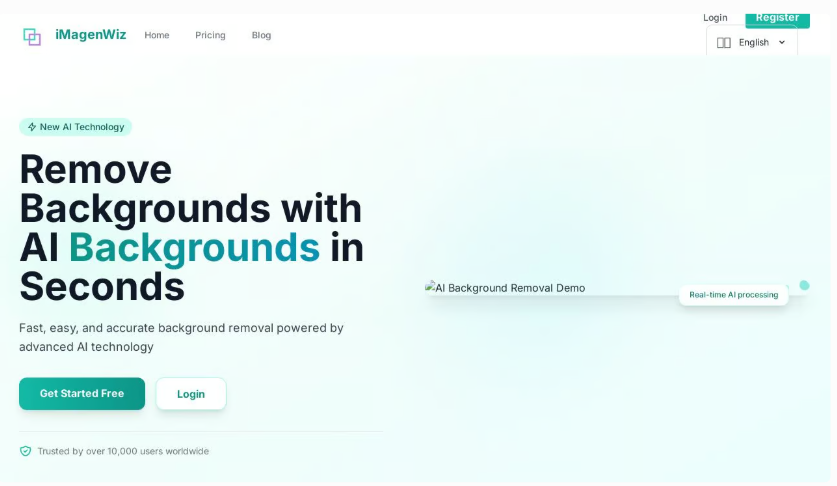 Login
Register
iMagenWiz
Home
Pricing
Blog
English
New AI Technology
Remove
Backgrounds with
AI Backgrounds in
Seconds
Fast, easy, and accurate background removal powered by
advanced AI technology
Get Started Free
Login
Trusted by over 10,000 users worldwide
AI Background Removal Demo
Real-time AI processing